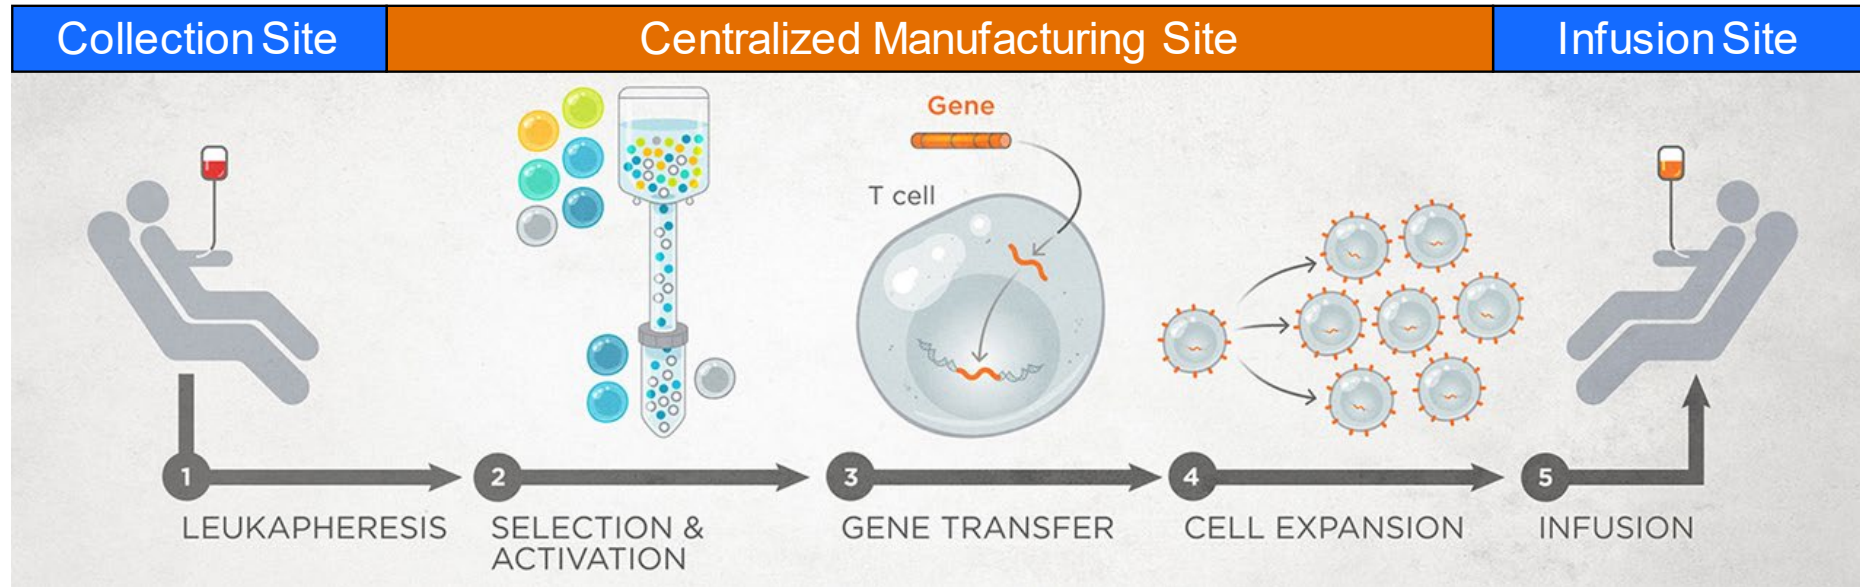 Collection Site
Centralized Manufacturing Site
Infusion Site
Gene
T cell
1
2
3
4
5
LEUKAPHERESIS
SELECTION &
ACTIVATION
GENE TRANSFER
CELL EXPANSION
INFUSION